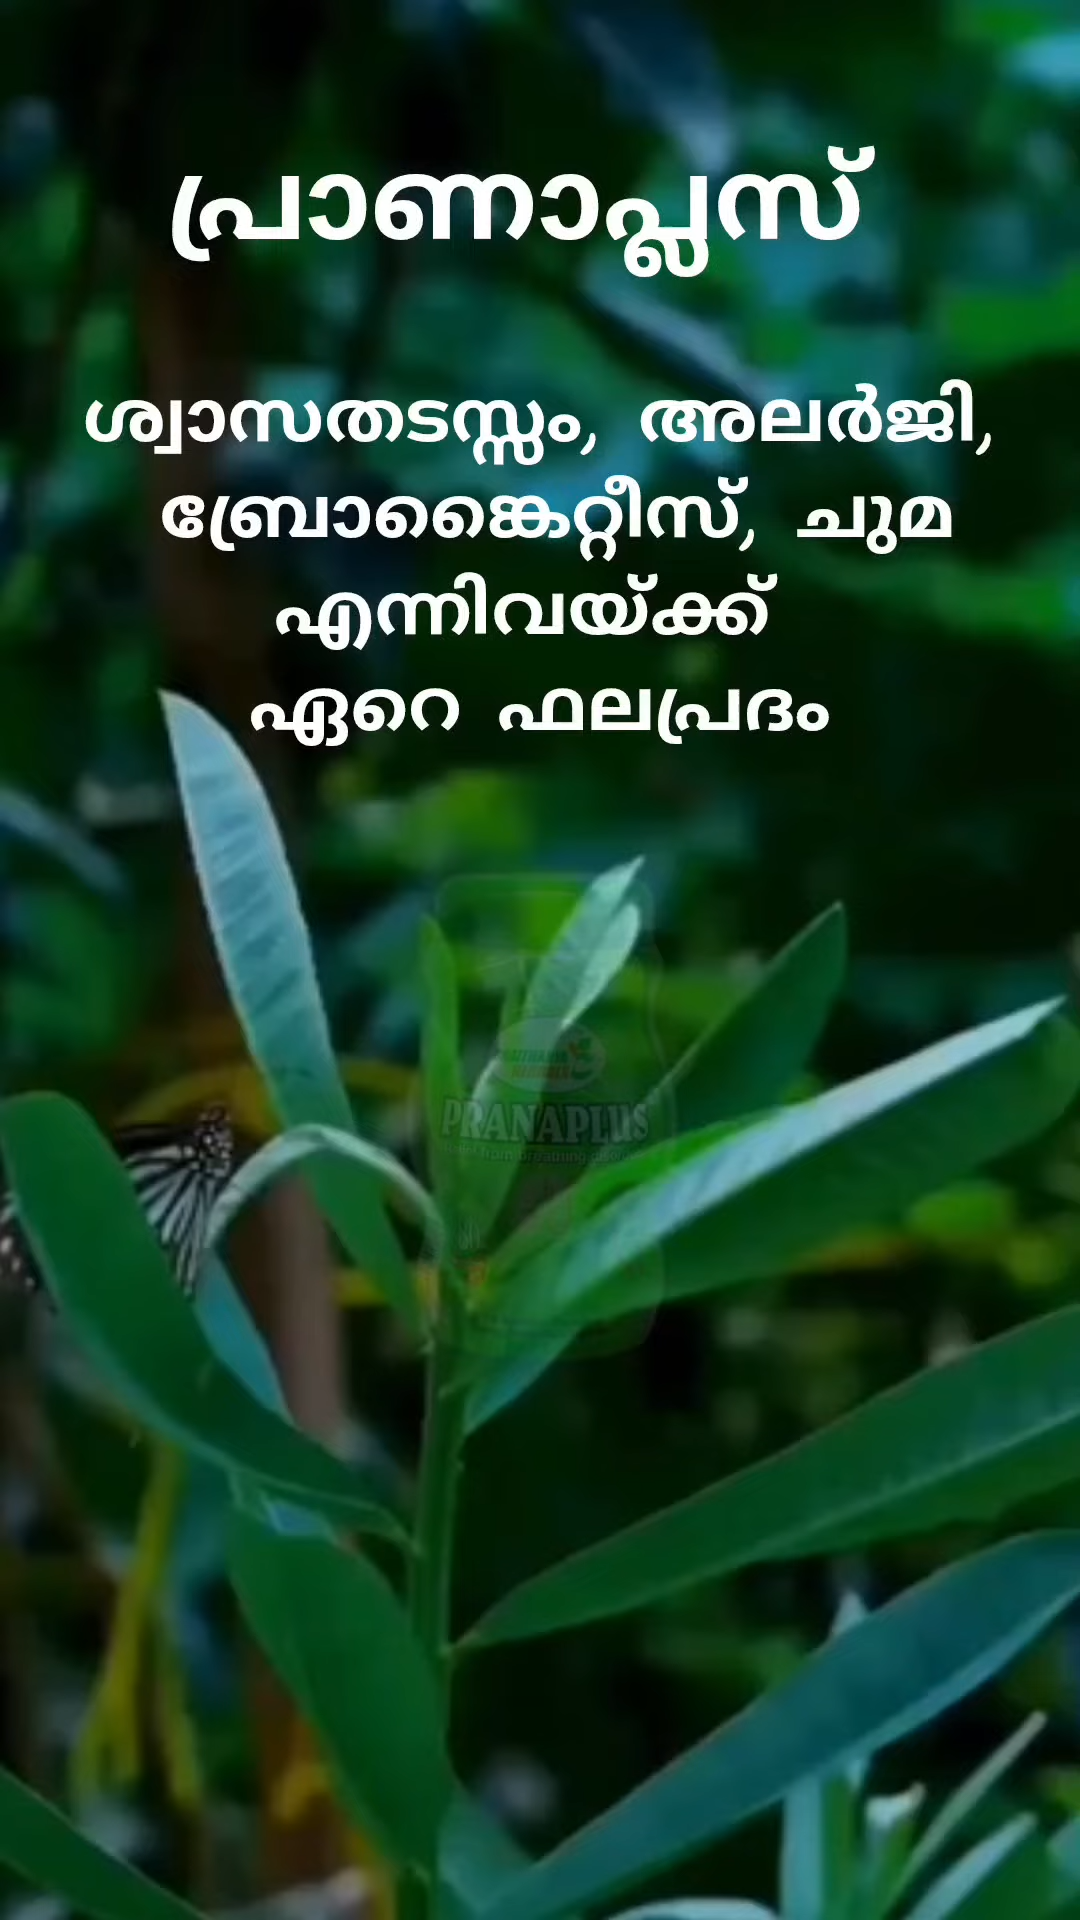 പ്രാണാപ്ലസ്
ശ്വാസതടസ്സം, അലർജി,
ബ്രോങ്കൈറ്റീസ്, ചുമ
എന്നിവയ്ക്ക്
ഏറെ ഫലപ്രദം
PRANAPLUS